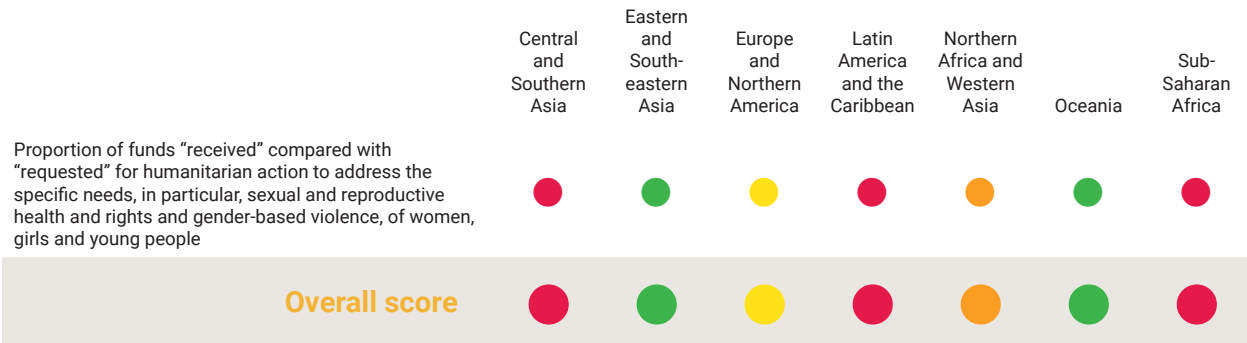 Central
and
Southern
Asia
Eastern
and
South-
eastern
Asia
Europe
and
Northern
America
Latin
America
and the
Caribbean
Northern
Africa and
Western
Asia
Oceania
Sub-
Saharan
Africa
Proportion of funds “received” compared with
“requested” for humanitarian action to address the
specific needs, in particular, sexual and reproductive
health and rights and gender-based violence, of women,
girls and young people
Overall score